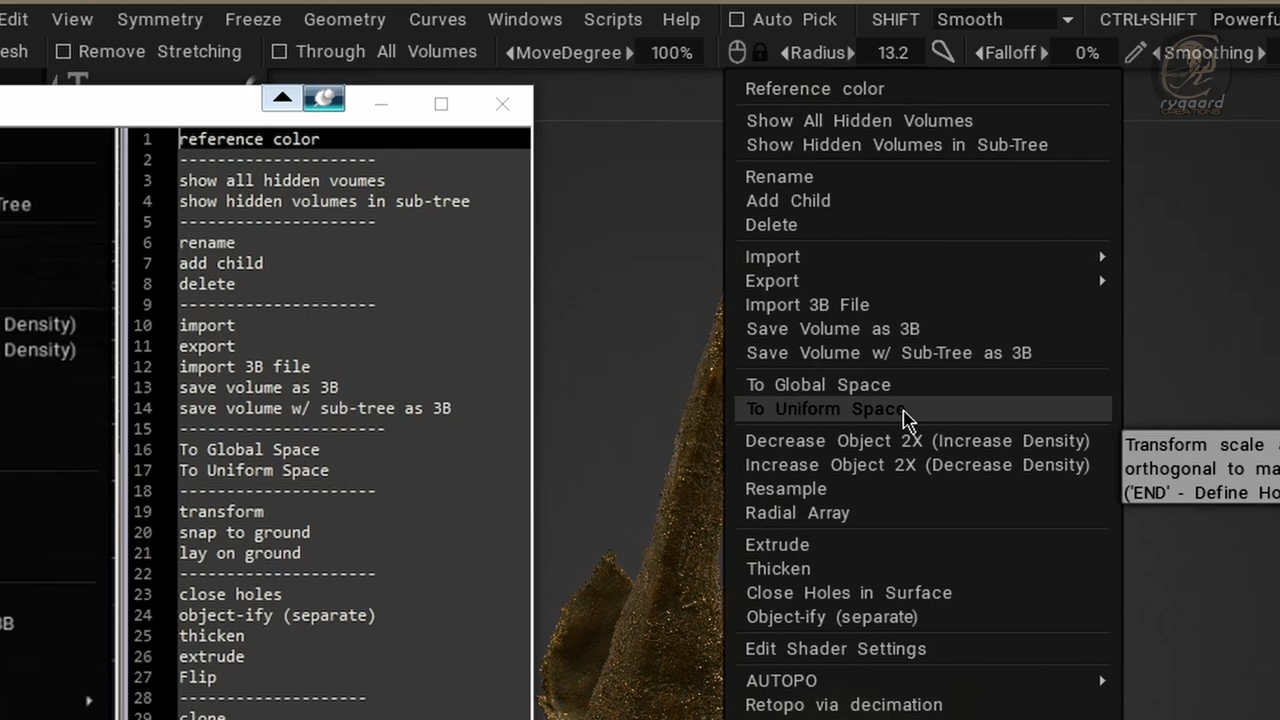 Edit View Symmetry Freeze Geometry Curves Windows Scripts Help Auto Pick SHIFT Smooth CTRL+SHIFT Powerfu
esh Remove Stretching Through All Volumes MoveDegree 100% Radius 13.2 Falloff 0% Smoothing
rygaard
CREATIONS
Tree
Density)
Density)
3B
1 reference color
2 ---------------------
3 show all hidden voumes
4 show hidden volumes in sub-tree
5 ---------------------
6 rename
7 add child
8 delete
9 ---------------------
10 import
11 export
12 import 3B file
13 save volume as 3B
14 save volume w/ sub-tree as 3B
15 ----------------------
16 To Global Space
17 To Uniform Space
18 ---------------------
19 transform
20 snap to ground
21 lay on ground
22 ---------------------
23 close holes
24 object-ify (separate)
25 thicken
26 extrude
27 Flip
28 --------------------
29 clone
Reference color
Show All Hidden Volumes
Show Hidden Volumes in Sub-Tree
Rename
Add Child
Delete
Import
Export
Import 3B File
Save Volume as 3B
Save Volume w/ Sub-Tree as 3B
To Global Space
To Uniform Space
Decrease Object 2X (Increase Density)
Increase Object 2X (Decrease Density)
Resample
Radial Array
Extrude
Thicken
Close Holes in Surface
Object-ify (separate)
Edit Shader Settings
AUTOPO
Retopo via decimation
Transform scale
orthogonal to ma
('END' - Define Ho